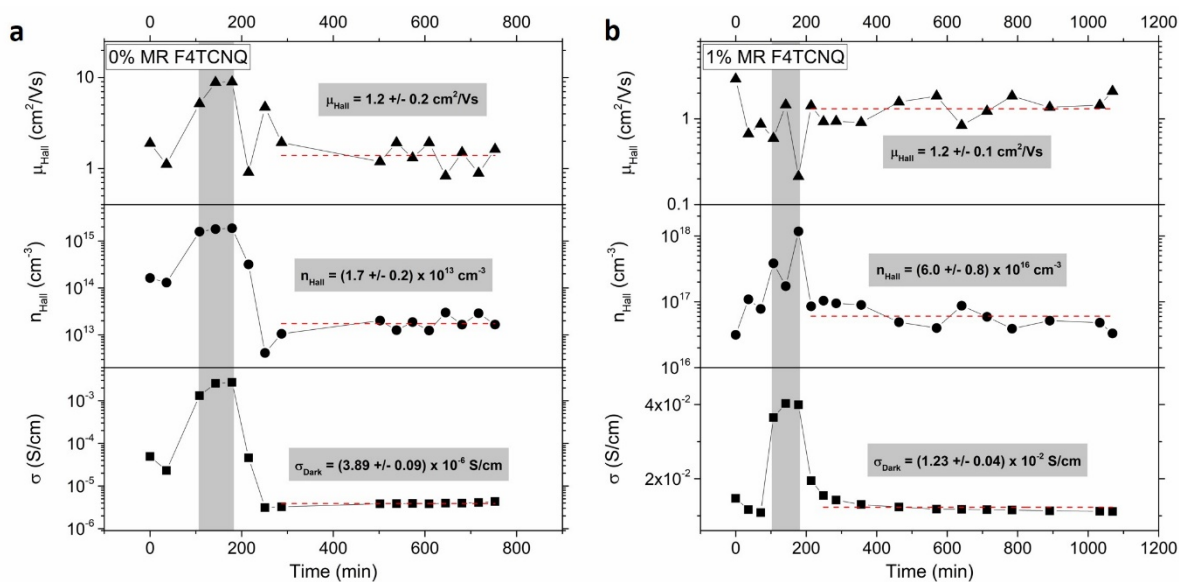 a
0 200 400 600 800
0% MR F4TCNQ
μHall (cm²/Vs)
10
1
μHall = 1.2 +/- 0.2 cm²/Vs
nHall (cm⁻³)
10¹⁵
10¹⁴
10¹³
nHall = (1.7 +/- 0.2) x 10¹³ cm⁻³
σ (S/cm)
10⁻³
10⁻⁴
10⁻⁵
10⁻⁶
σDark = (3.89 +/- 0.09) x 10⁻⁶ S/cm
0 200 400 600 800
Time (min)
b
0 200 400 600 800 1000 1200
1% MR F4TCNQ
μHall (cm²/Vs)
1
0.1
μHall = 1.2 +/- 0.1 cm²/Vs
nHall (cm⁻³)
10¹⁸
10¹⁷
10¹⁶
nHall = (6.0 +/- 0.8) x 10¹⁶ cm⁻³
σ (S/cm)
4x10⁻²
2x10⁻²
σDark = (1.23 +/- 0.04) x 10⁻² S/cm
0 200 400 600 800 1000 1200
Time (min)